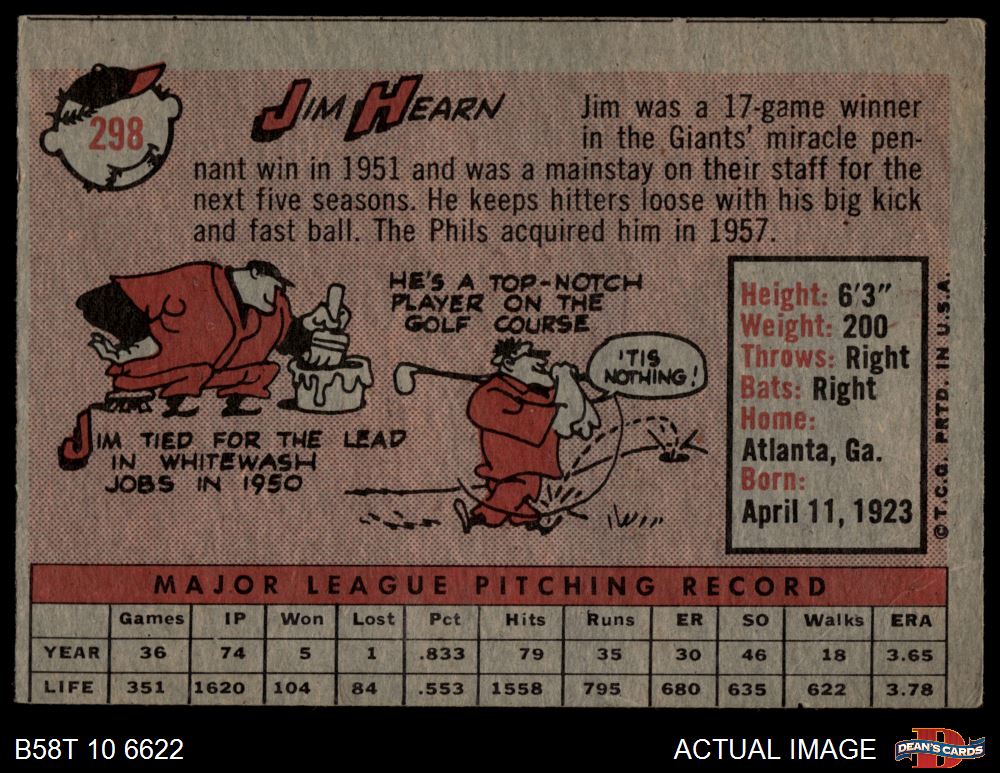 298
Jim Hearn
Jim was a 17-game winner
in the Giants' miracle pen-
nant win in 1951 and was a mainstay on their staff for the
next five seasons. He keeps hitters loose with his big kick
and fast ball. The Phils acquired him in 1957.
HE'S A TOP-NOTCH
PLAYER ON THE
GOLF COURSE
'TIS
NOTHING!
JIM TIED FOR THE LEAD
IN WHITEWASH
JOBS IN 1950
Height: 6'3"
Weight: 200
Throws: Right
Bats: Right
Home:
Atlanta, Ga.
Born:
April 11, 1923
© T.C.G. PRTD. IN U.S.A.
MAJOR LEAGUE PITCHING RECORD
Games IP Won Lost Pct Hits Runs ER SO Walks ERA
YEAR 36 74 5 1 .833 79 35 30 46 18 3.65
LIFE 351 1620 104 84 .553 1558 795 680 635 622 3.78
B58T 10 6622
ACTUAL IMAGE
D
DEAN'S CARDS